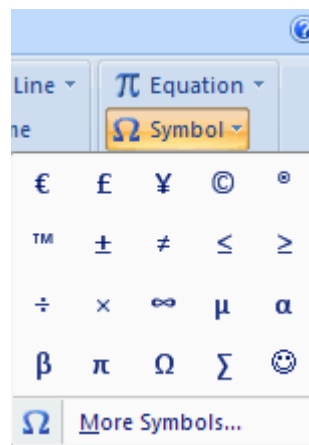 Line π Equation
ne Ω Symbol
€ £ ¥ © ®
™ ± ≠ ≤ ≥
÷ × ∞ µ α
β π Ω ∑ ☺
Ω More Symbols...